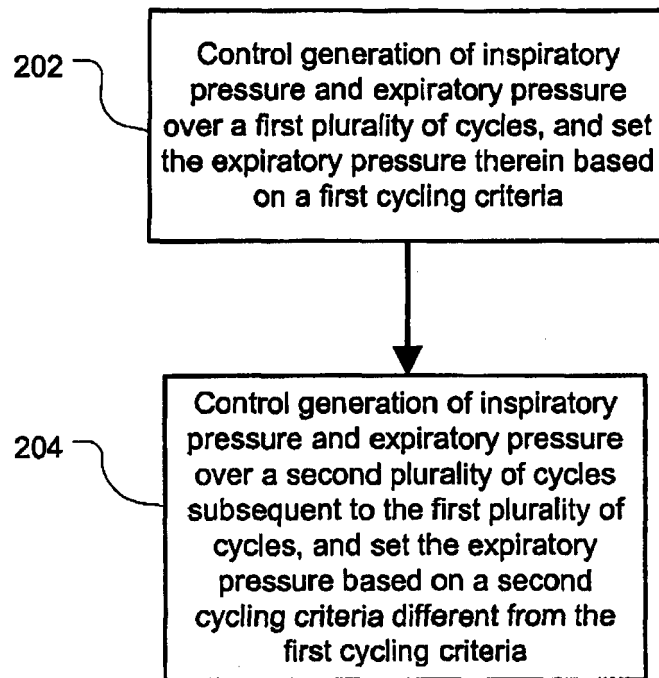 202
Control generation of inspiratory
pressure and expiratory pressure
over a first plurality of cycles, and set
the expiratory pressure therein based
on a first cycling criteria
204
Control generation of inspiratory
pressure and expiratory pressure
over a second plurality of cycles
subsequent to the first plurality of
cycles, and set the expiratory
pressure based on a second
cycling criteria different from the
first cycling criteria